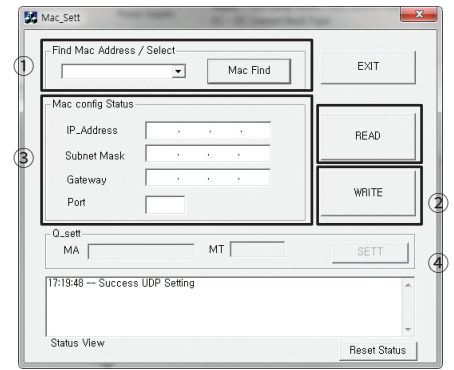 Mac_Sett
Find Mac Address / Select
①
Mac Find
EXIT
Mac config Status
③
IP_Address
Subnet Mask
Gateway
Port
READ
WRITE
②
Q_sett
MA
MT
SETT
④
17:19:48 -- Success UDP Setting
Status View
Reset Status